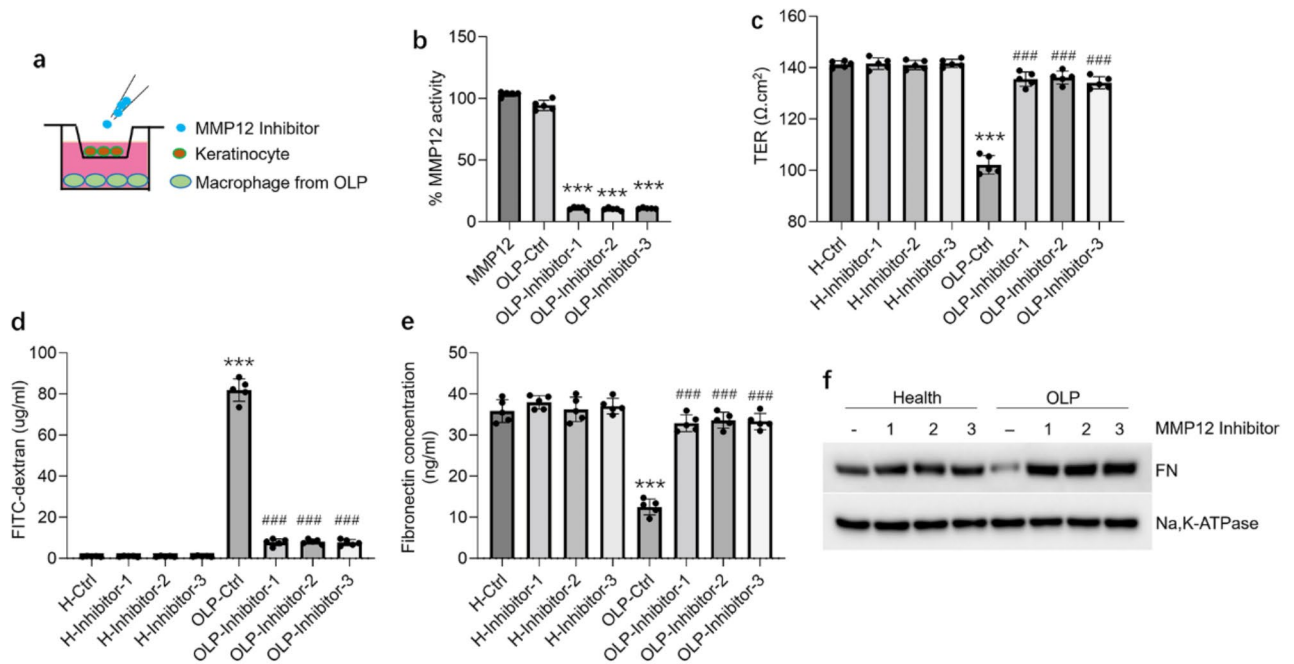 a
MMP12 Inhibitor
Keratinocyte
Macrophage from OLP
b
% MMP12 activity
150
100
50
0
***
***
***
MMP12
OLP-Ctrl
OLP-Inhibitor-1
OLP-Inhibitor-2
OLP-Inhibitor-3
c
TER (Ω.cm²)
160
140
120
100
80
***
###
###
###
H-Ctrl
H-Inhibitor-1
H-Inhibitor-2
H-Inhibitor-3
OLP-Ctrl
OLP-Inhibitor-1
OLP-Inhibitor-2
OLP-Inhibitor-3
d
FITC-dextran (ug/ml)
100
80
60
40
20
0
***
###
###
###
H-Ctrl
H-Inhibitor-1
H-Inhibitor-2
H-Inhibitor-3
OLP-Ctrl
OLP-Inhibitor-1
OLP-Inhibitor-2
OLP-Inhibitor-3
e
Fibronectin concentration
(ng/ml)
50
40
30
20
10
0
***
###
###
###
H-Ctrl
H-Inhibitor-1
H-Inhibitor-2
H-Inhibitor-3
OLP-Ctrl
OLP-Inhibitor-1
OLP-Inhibitor-2
OLP-Inhibitor-3
f
Health OLP
- 1 2 3 – 1 2 3 MMP12 Inhibitor
FN
Na,K-ATPase